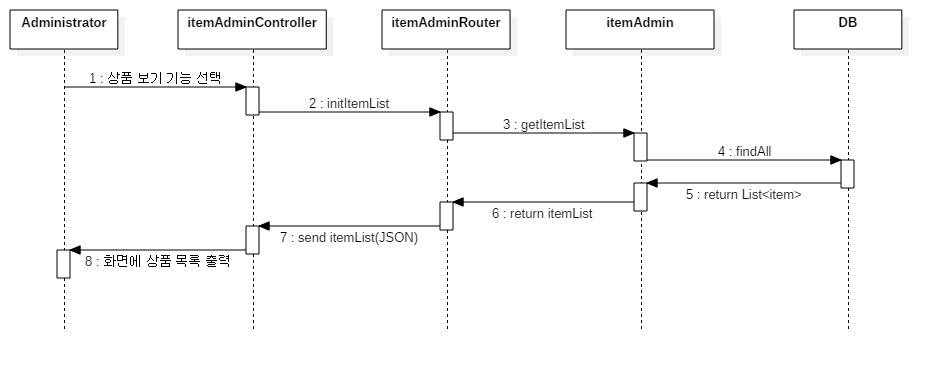 Administrator
itemAdminController
itemAdminRouter
itemAdmin
DB
1 : 상품 보기 기능 선택
2 : initItemList
3 : getItemList
4 : findAll
5 : return List<item>
6 : return itemList
7 : send itemList(JSON)
8 : 화면에 상품 목록 출력